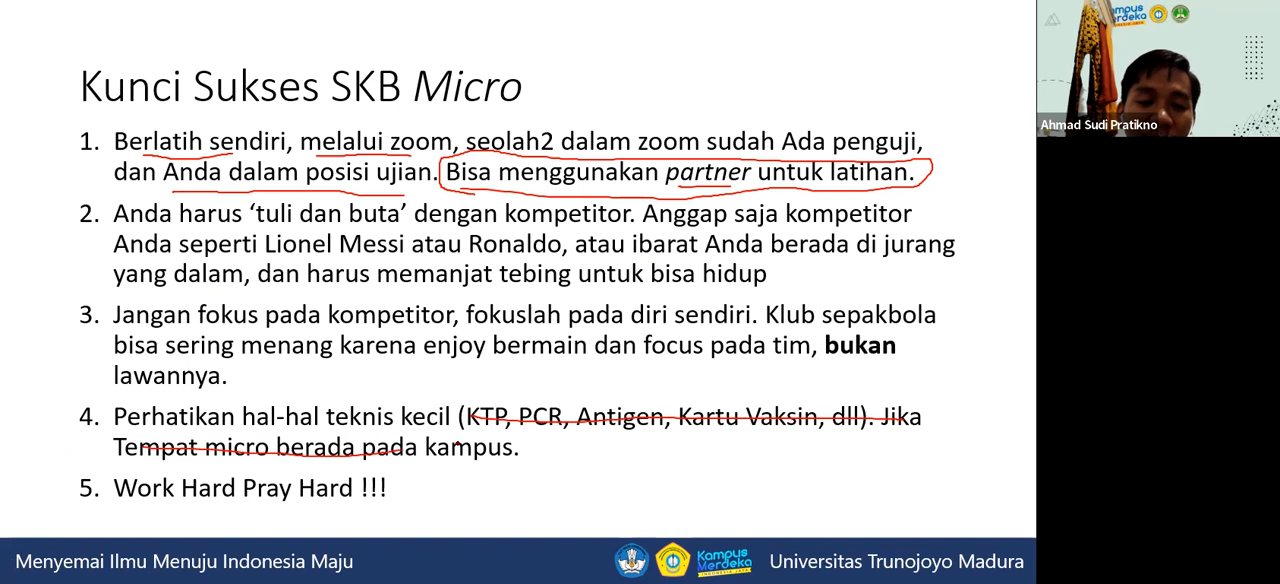 Kunci Sukses SKB Micro
1. Berlatih sendiri, melalui zoom, seolah2 dalam zoom sudah Ada penguji,
dan Anda dalam posisi ujian. Bisa menggunakan partner untuk latihan.
2. Anda harus ‘tuli dan buta’ dengan kompetitor. Anggap saja kompetitor
Anda seperti Lionel Messi atau Ronaldo, atau ibarat Anda berada di jurang
yang dalam, dan harus memanjat tebing untuk bisa hidup
3. Jangan fokus pada kompetitor, fokuslah pada diri sendiri. Klub sepakbola
bisa sering menang karena enjoy bermain dan focus pada tim, bukan
lawannya.
4. Perhatikan hal-hal teknis kecil (KTP, PCR, Antigen, Kartu Vaksin, dll). Jika
Tempat micro berada pada kampus.
5. Work Hard Pray Hard !!!
Menyemai Ilmu Menuju Indonesia Maju
Kampus
Merdeka
INDONESIA JAYA
Universitas Trunojoyo Madura
ampus
erdeka
Ahmad Sudi Pratikno